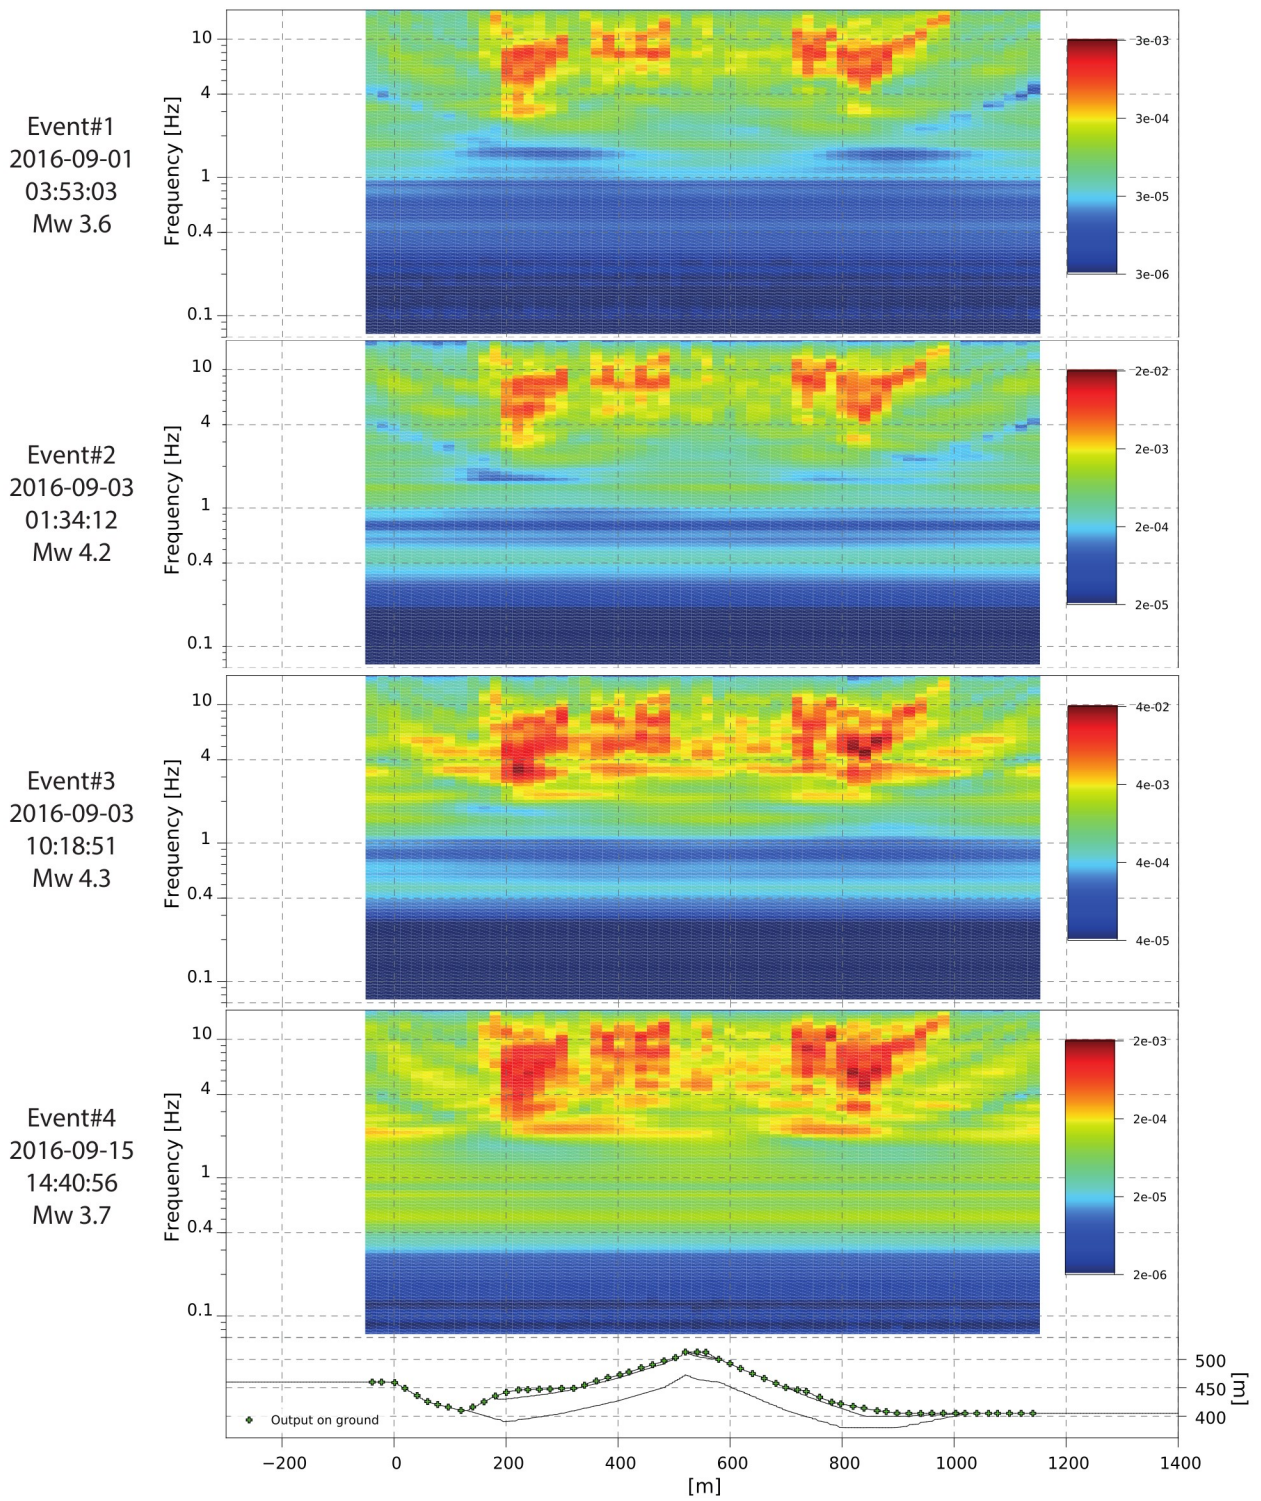 Event#1
2016-09-01
03:53:03
Mw 3.6
Frequency [Hz]
10
4
1
0.4
0.1
3e-03
3e-04
3e-05
3e-06
Event#2
2016-09-03
01:34:12
Mw 4.2
Frequency [Hz]
10
4
1
0.4
0.1
2e-02
2e-03
2e-04
2e-05
Event#3
2016-09-03
10:18:51
Mw 4.3
Frequency [Hz]
10
4
1
0.4
0.1
4e-02
4e-03
4e-04
4e-05
Event#4
2016-09-15
14:40:56
Mw 3.7
Frequency [Hz]
10
4
1
0.4
0.1
2e-03
2e-04
2e-05
2e-06
Output on ground
500
450
400
[m]
−200 0 200 400 600 800 1000 1200 1400
[m]